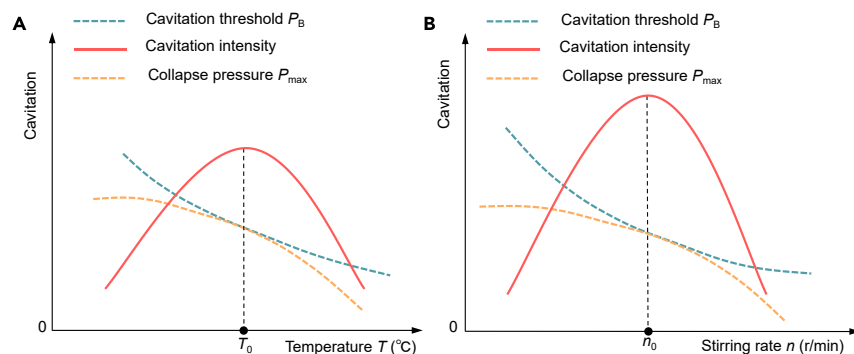 A
Cavitation threshold P_B
Cavitation intensity
Collapse pressure P_max
Cavitation
0
T_0
Temperature T (°C)
B
Cavitation threshold P_B
Cavitation intensity
Collapse pressure P_max
Cavitation
0
n_0
Stirring rate n (r/min)